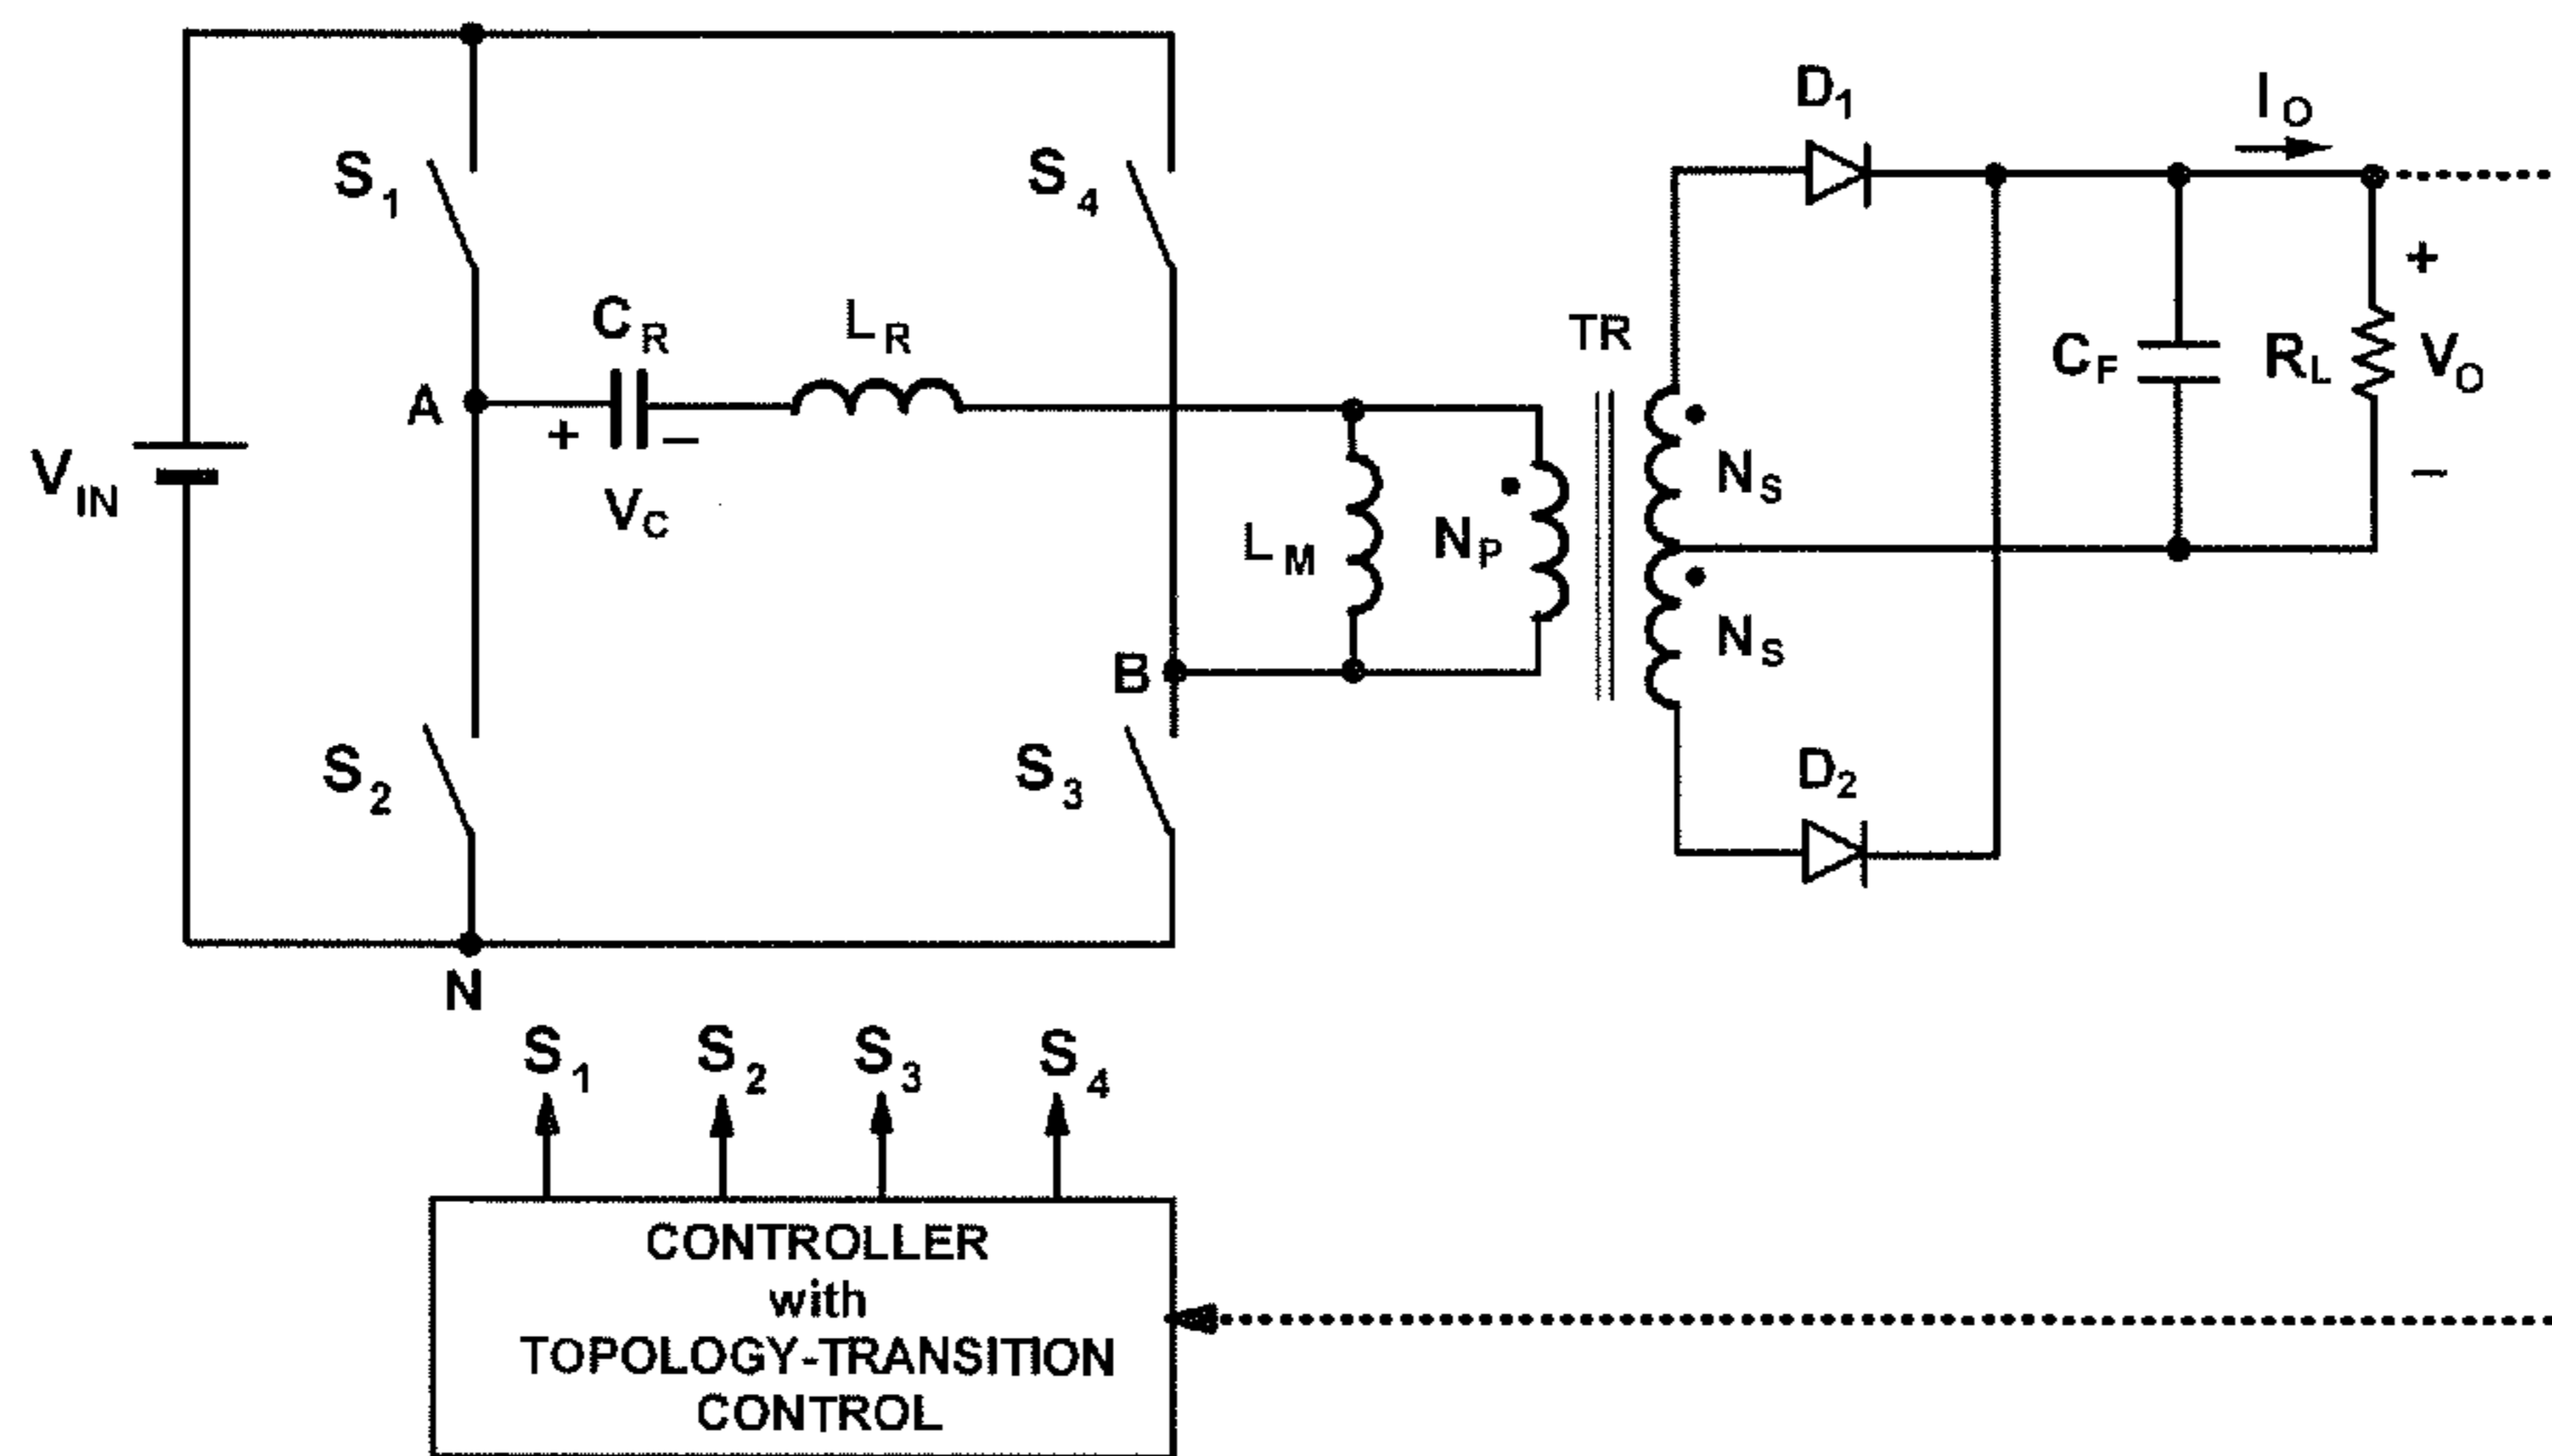 D1
IO
S1
S4
CR
LR
TR
+
A
+
−
CF
RL
VO
VIN
VC
NS
LM
NP
−
NS
B
S2
S3
D2
N
S1
S2
S3
S4
CONTROLLER
with
TOPOLOGY-TRANSITION
CONTROL